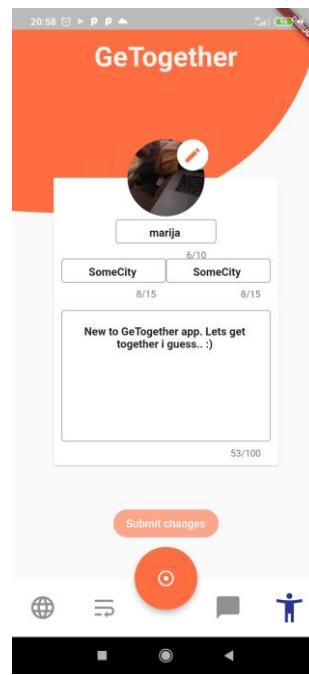 20:58
GeTogether
marija
6/10
SomeCity SomeCity
8/15 8/15
New to GeTogether app. Lets get
together i guess.. :)
53/100
Submit changes